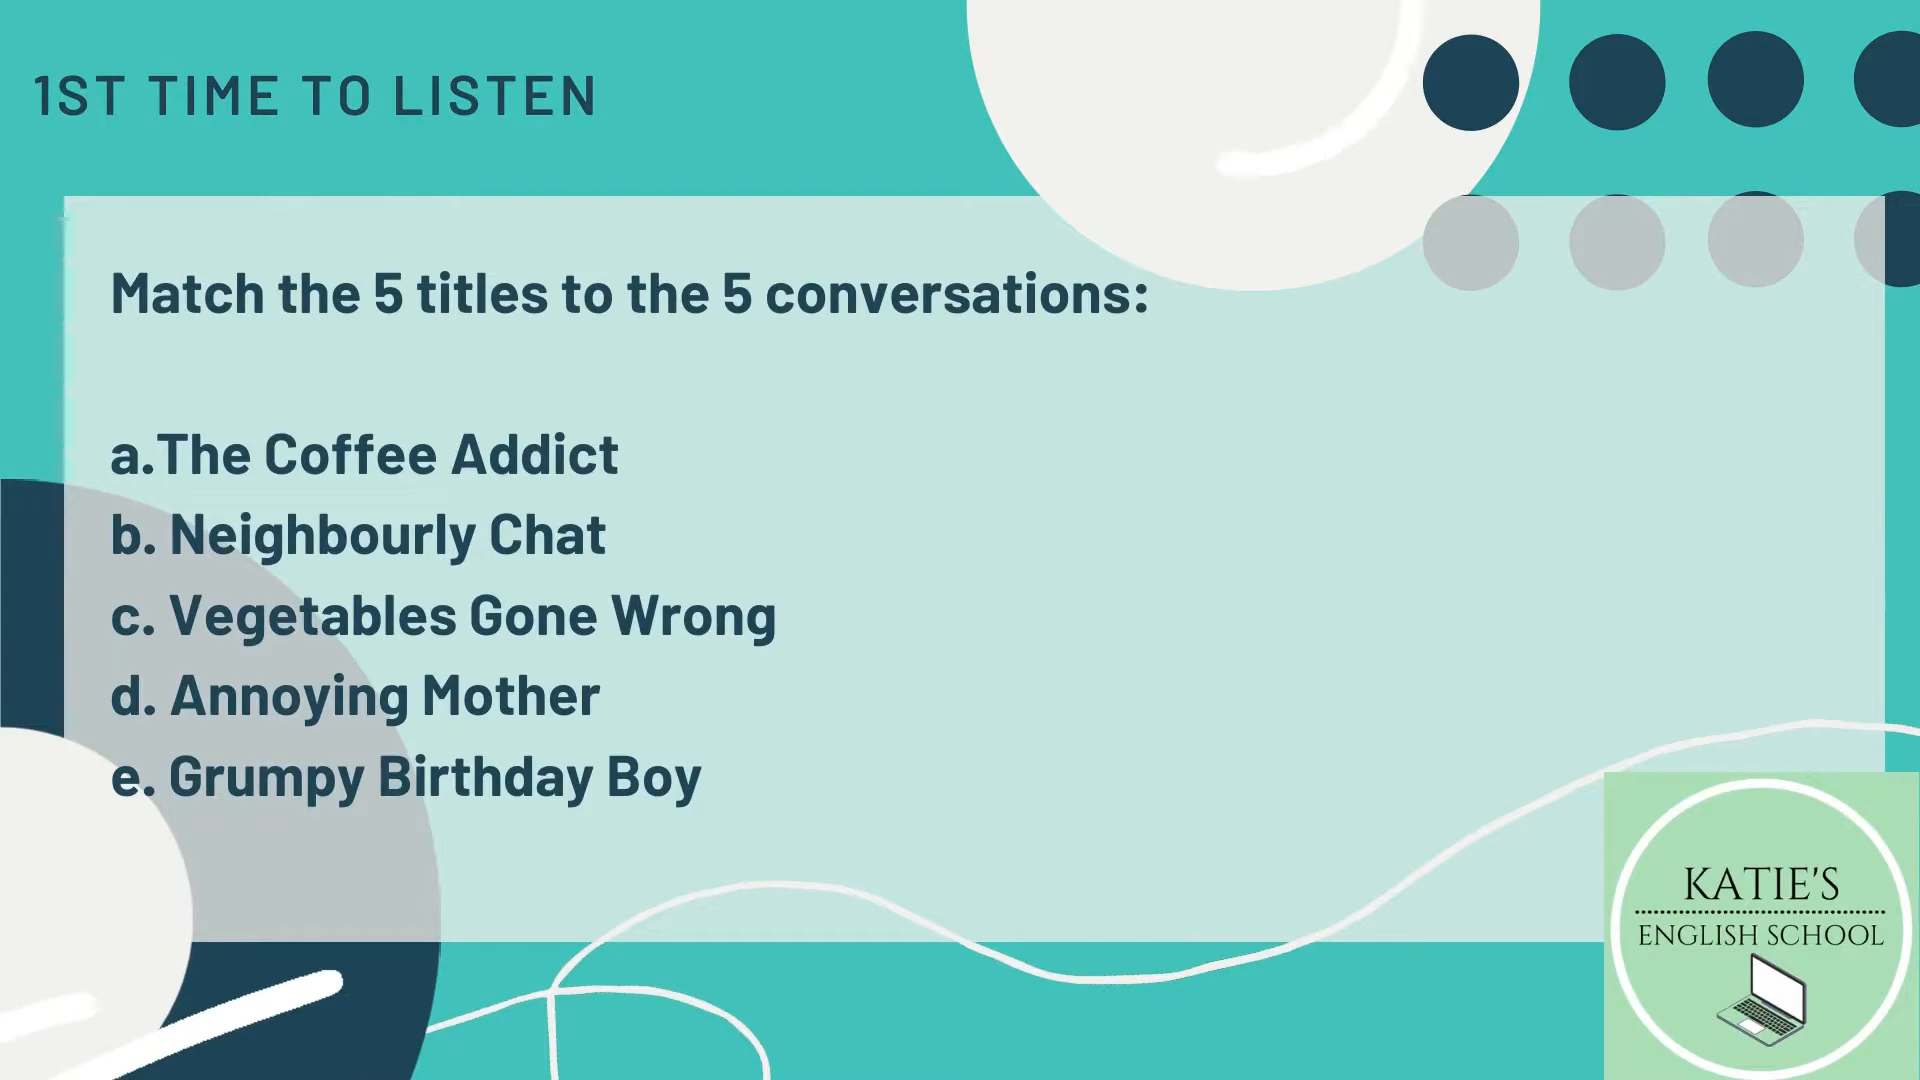 1ST TIME TO LISTEN
Match the 5 titles to the 5 conversations:
a.The Coffee Addict
b. Neighbourly Chat
c. Vegetables Gone Wrong
d. Annoying Mother
e. Grumpy Birthday Boy
KATIE'S
ENGLISH SCHOOL